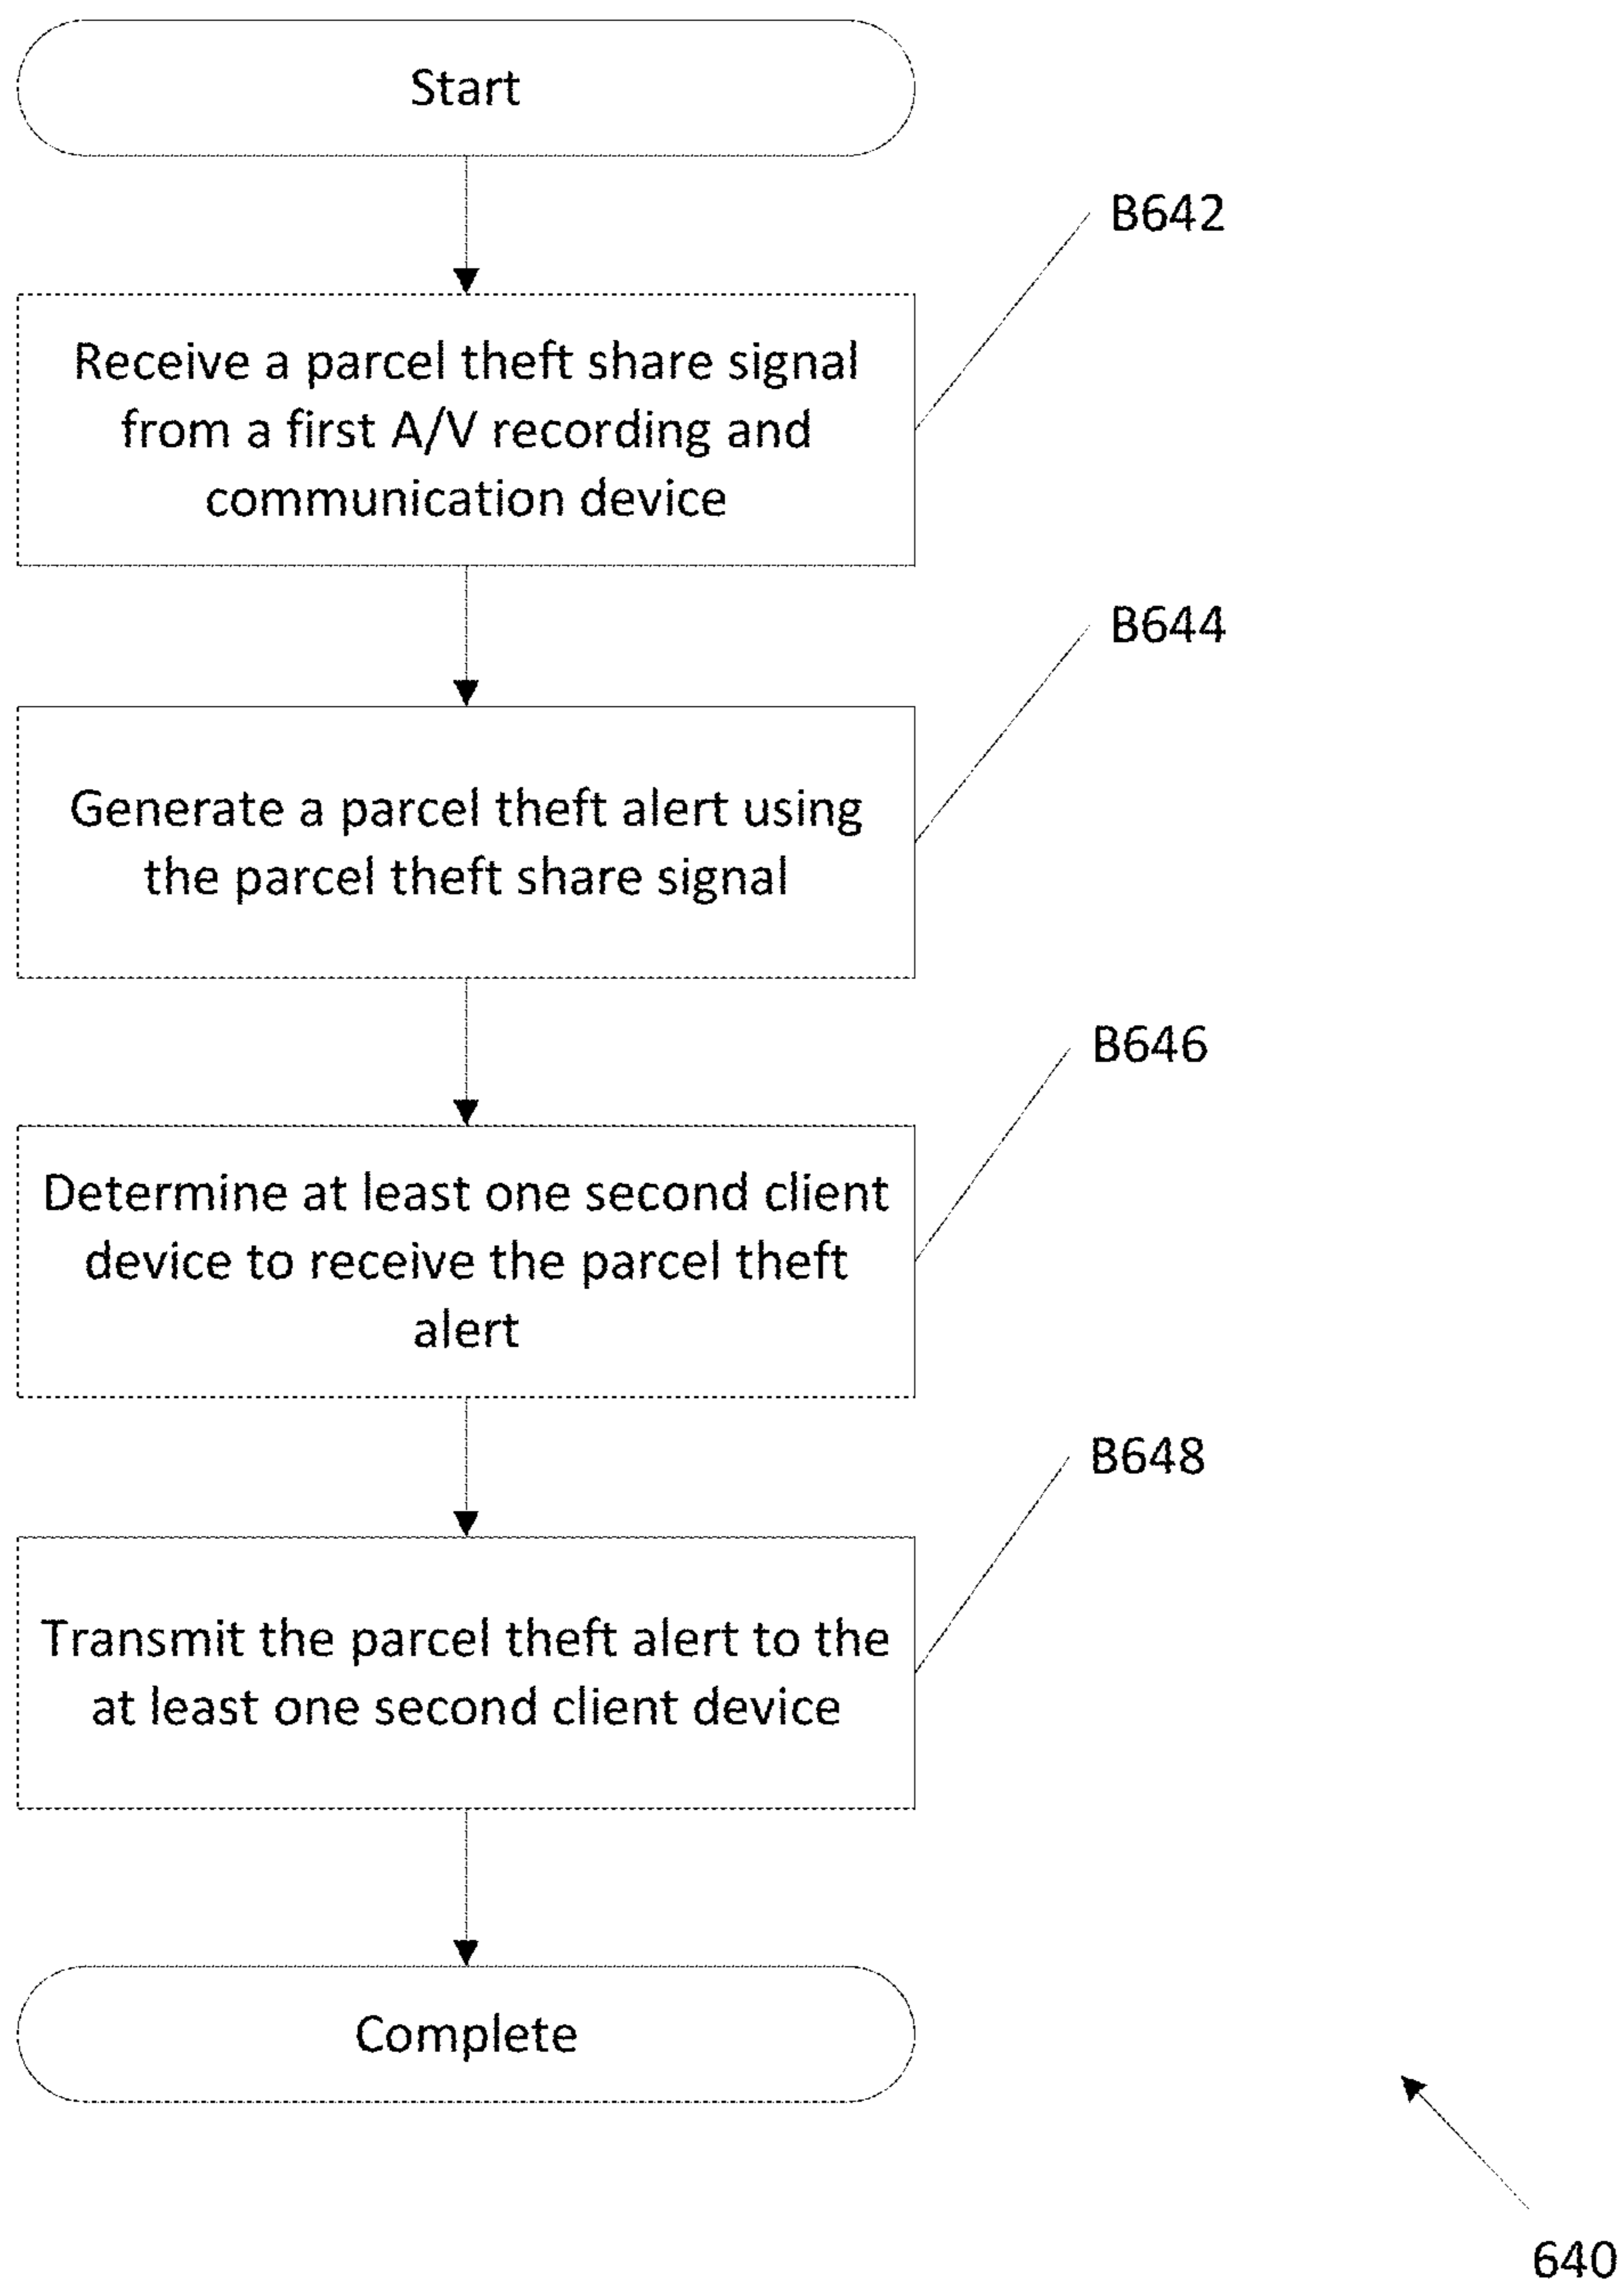 Start
B642
Receive a parcel theft share signal
from a first A/V recording and
communication device
B644
Generate a parcel theft alert using
the parcel theft share signal
B646
Determine at least one second client
device to receive the parcel theft
alert
B648
Transmit the parcel theft alert to the
at least one second client device
Complete
640